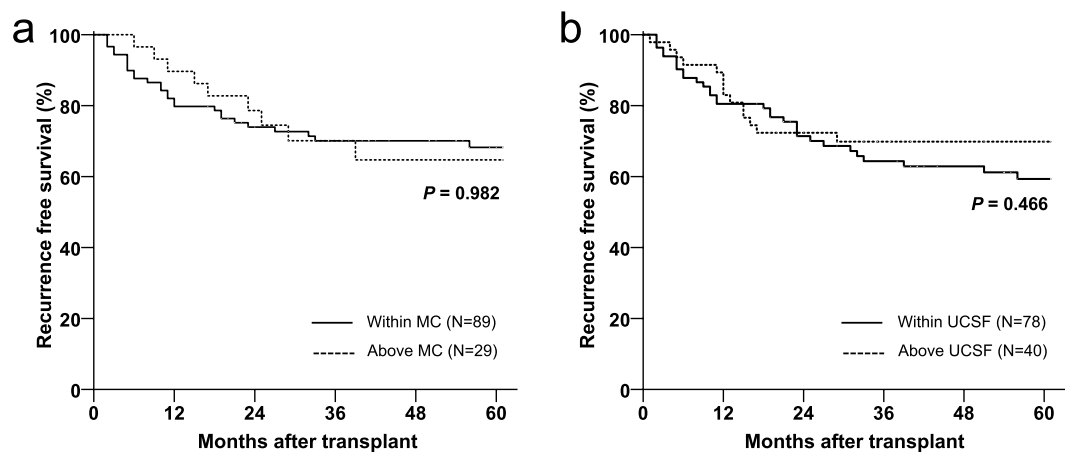 a
Recurrence free survival (%)
100
80
60
40
20
0
P = 0.982
Within MC (N=89)
Above MC (N=29)
0 12 24 36 48 60
Months after transplant
b
Recurrence free survival (%)
100
80
60
40
20
0
P = 0.466
Within UCSF (N=78)
Above UCSF (N=40)
0 12 24 36 48 60
Months after transplant